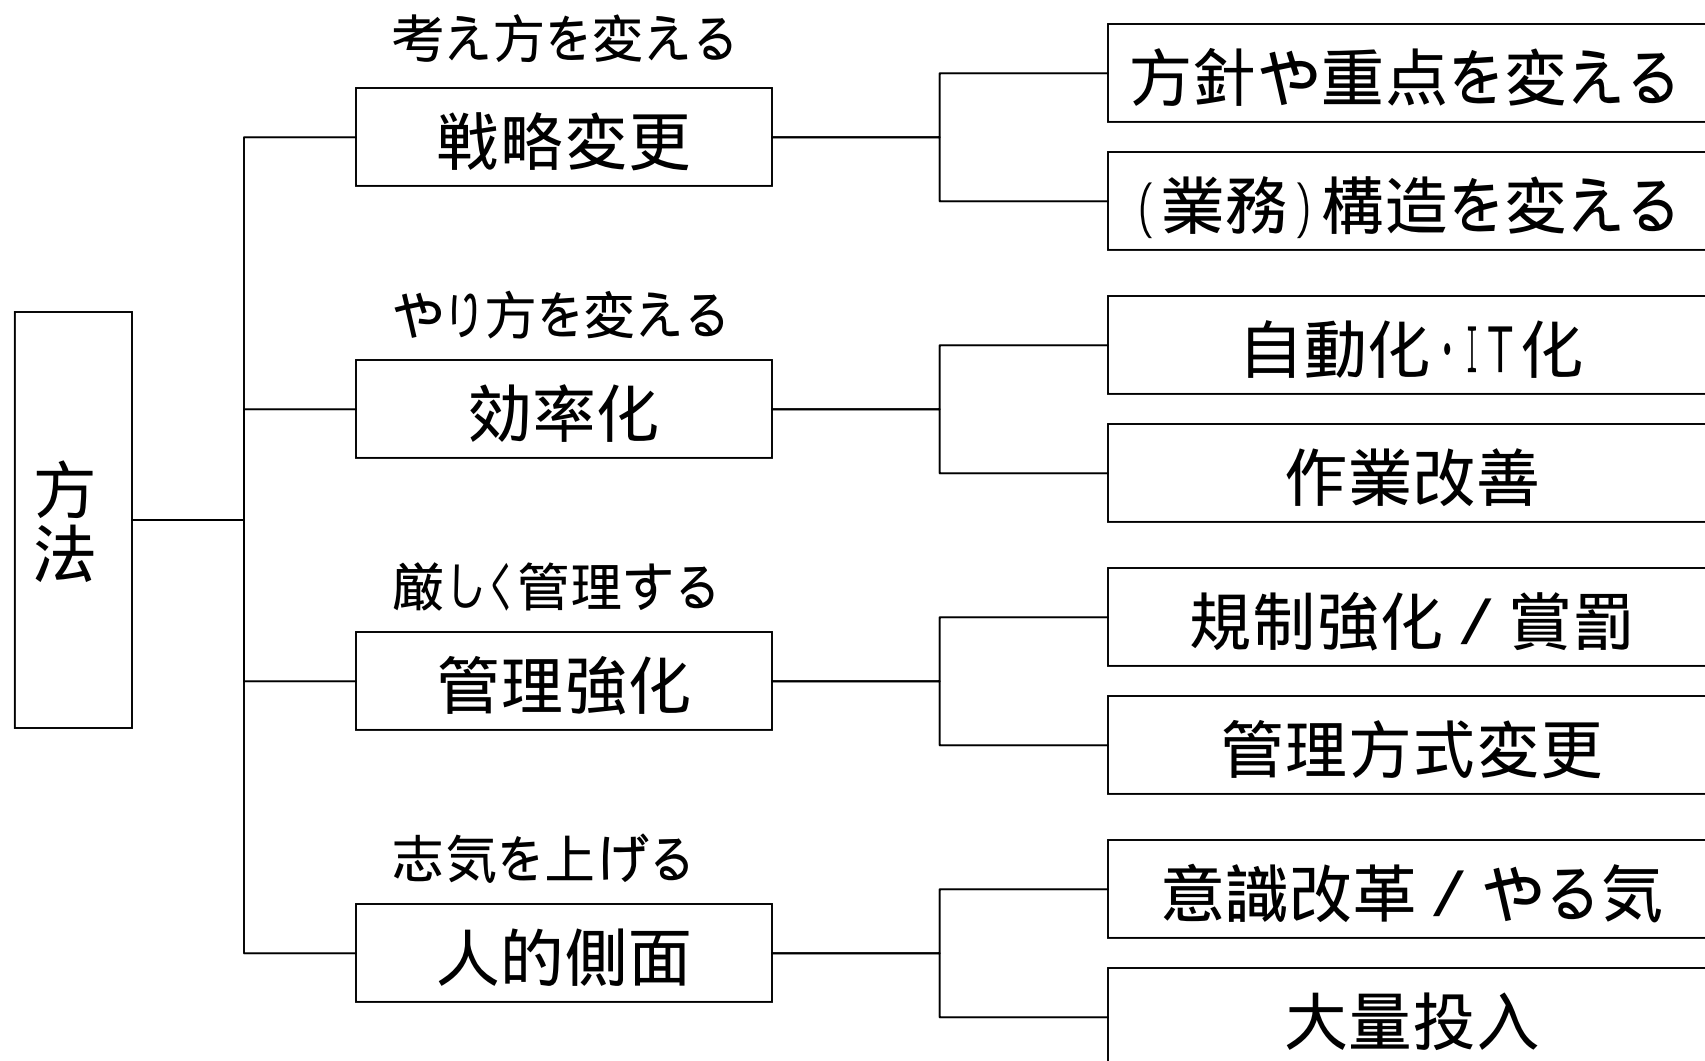 方法
考え方を変える
戦略変更
方針や重点を変える
(業務)構造を変える
やり方を変える
効率化
自動化・IT化
作業改善
厳しく管理する
管理強化
規制強化/賞罰
管理方式変更
志気を上げる
人的側面
意識改革/やる気
大量投入